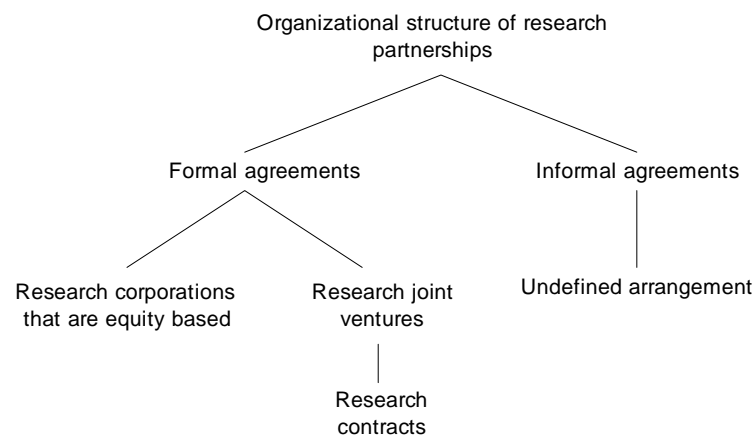 Organizational structure of research
partnerships
Formal agreements
Informal agreements
Research corporations
that are equity based
Research joint
ventures
Undefined arrangement
Research
contracts